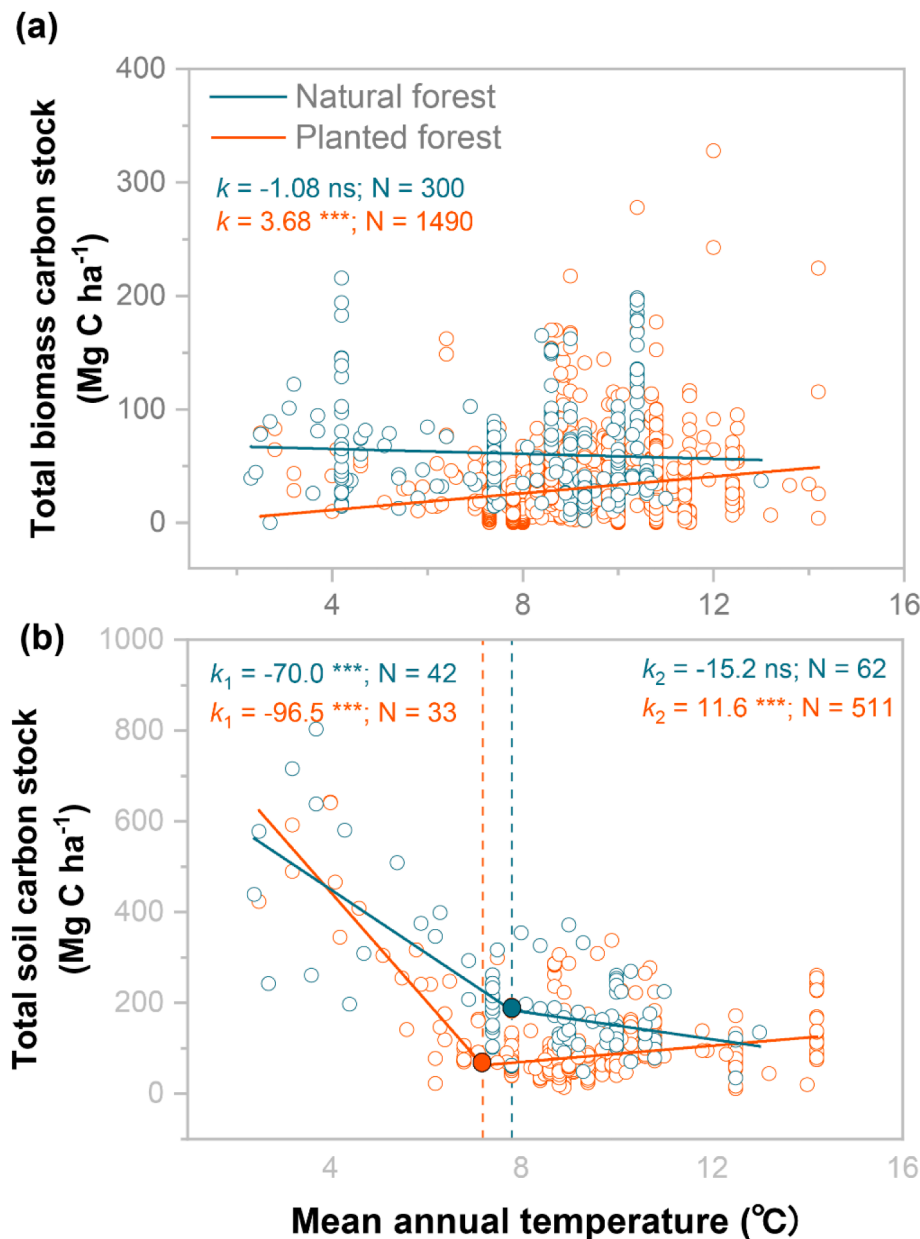 (a)
Total biomass carbon stock
(Mg C ha⁻¹)
400
300
200
100
0
Natural forest
Planted forest
k = -1.08 ns; N = 300
k = 3.68 ***; N = 1490
4
8
12
16
(b)
Total soil carbon stock
(Mg C ha⁻¹)
1000
800
600
400
200
0
k₁ = -70.0 ***; N = 42
k₁ = -96.5 ***; N = 33
k₂ = -15.2 ns; N = 62
k₂ = 11.6 ***; N = 511
4
8
12
16
Mean annual temperature (℃)